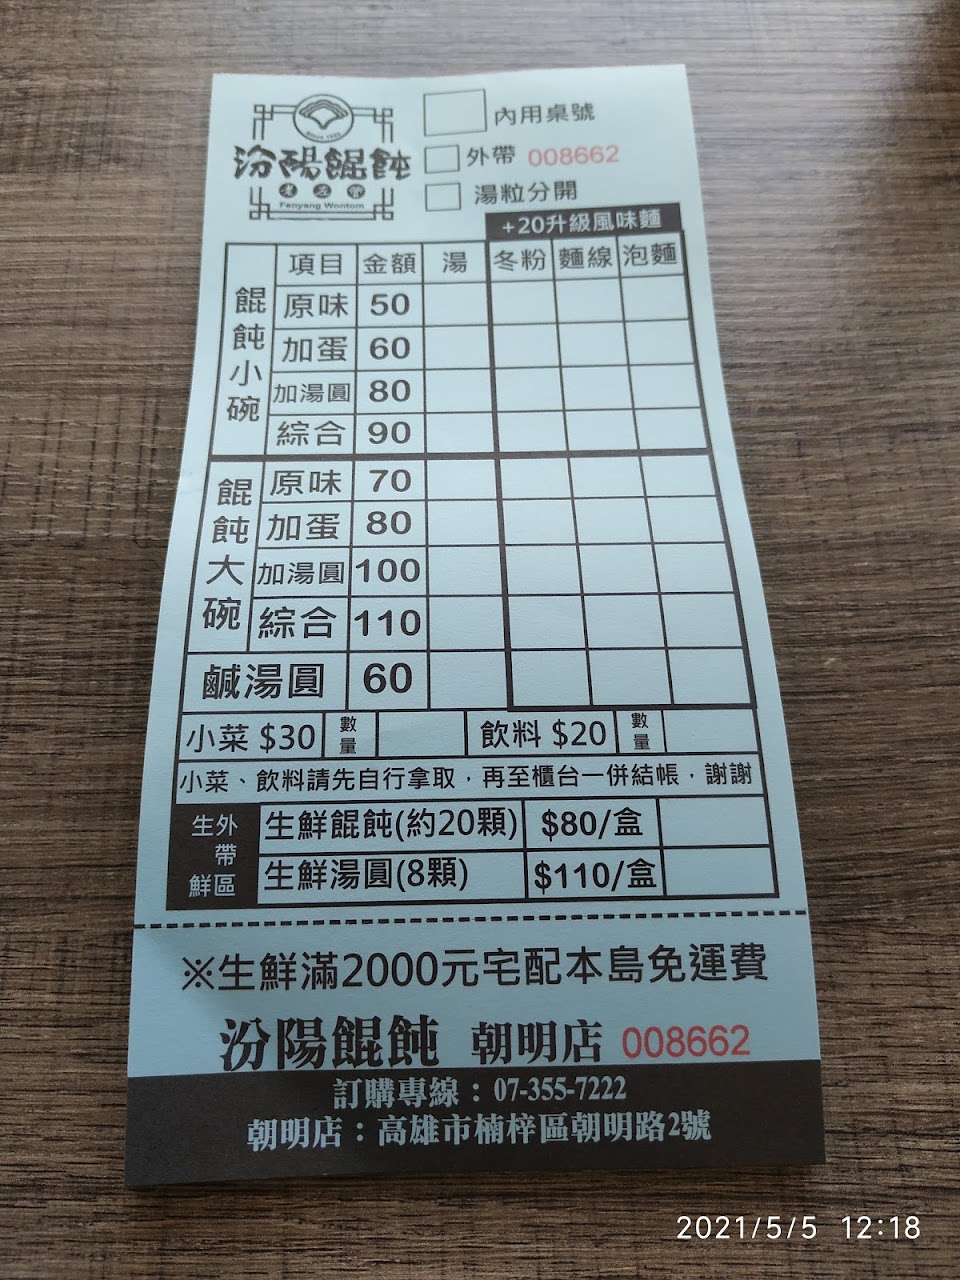 Since 1956
汾陽餛飩
老左營
Fenyang Wontom
內用桌號
外帶 008662
湯粒分開
+20升級風味麵
項目 金額 湯 冬粉 麵線 泡麵
餛飩小碗
原味 50
加蛋 60
加湯圓 80
綜合 90
餛飩大碗
原味 70
加蛋 80
加湯圓 100
綜合 110
鹹湯圓 60
小菜 $30 數量 飲料 $20 數量
小菜、飲料請先自行拿取，再至櫃台一併結帳，謝謝
生鮮外帶區
生鮮餛飩(約20顆) $80/盒
生鮮湯圓(8顆) $110/盒
※生鮮滿2000元宅配本島免運費
汾陽餛飩 朝明店 008662
訂購專線：07-355-7222
朝明店：高雄市楠梓區朝明路2號
2021/5/5 12:18